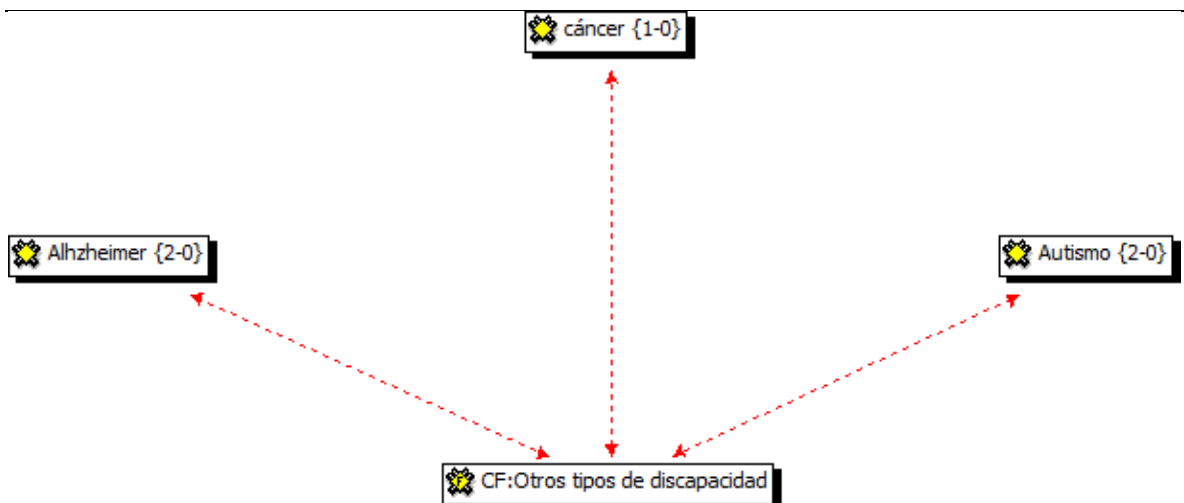 cáncer {1-0}
Alhzheimer {2-0}
Autismo {2-0}
CF:Otros tipos de discapacidad